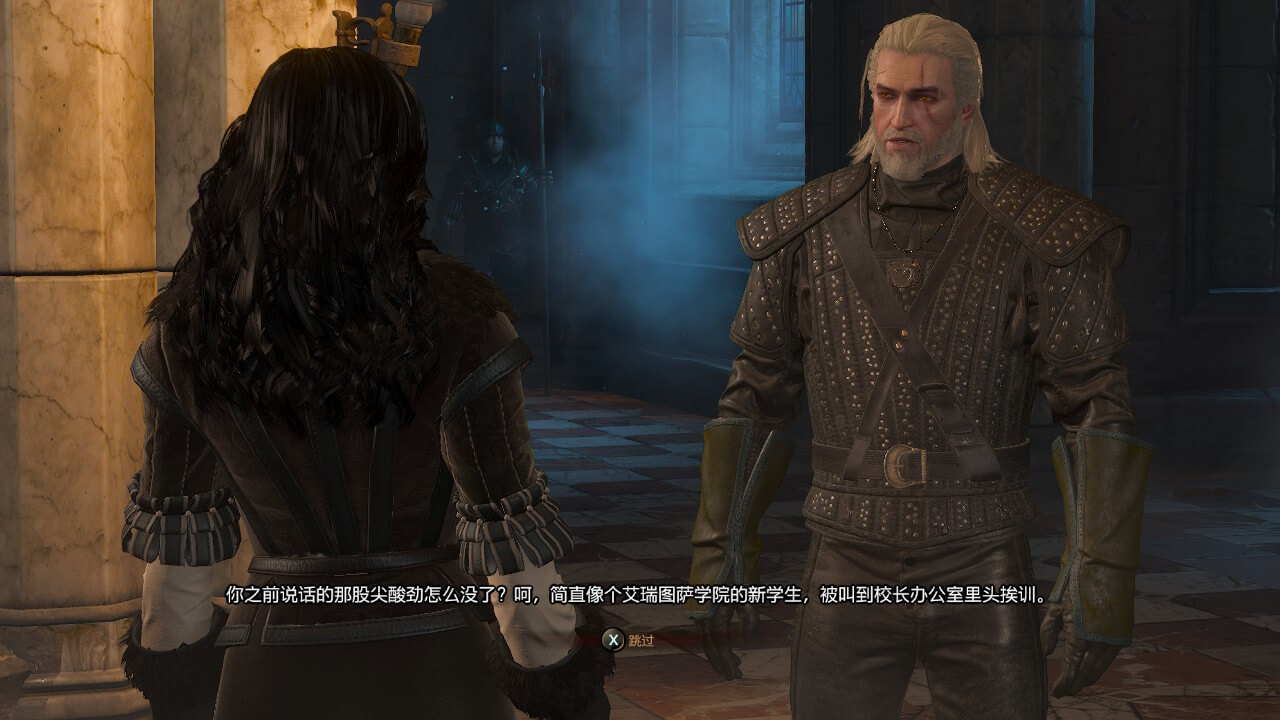 你之前说话的那股尖酸劲怎么没了？呵，简直像个艾瑞图萨学院的新学生，被叫到校长办公室里头挨训。
X 跳过